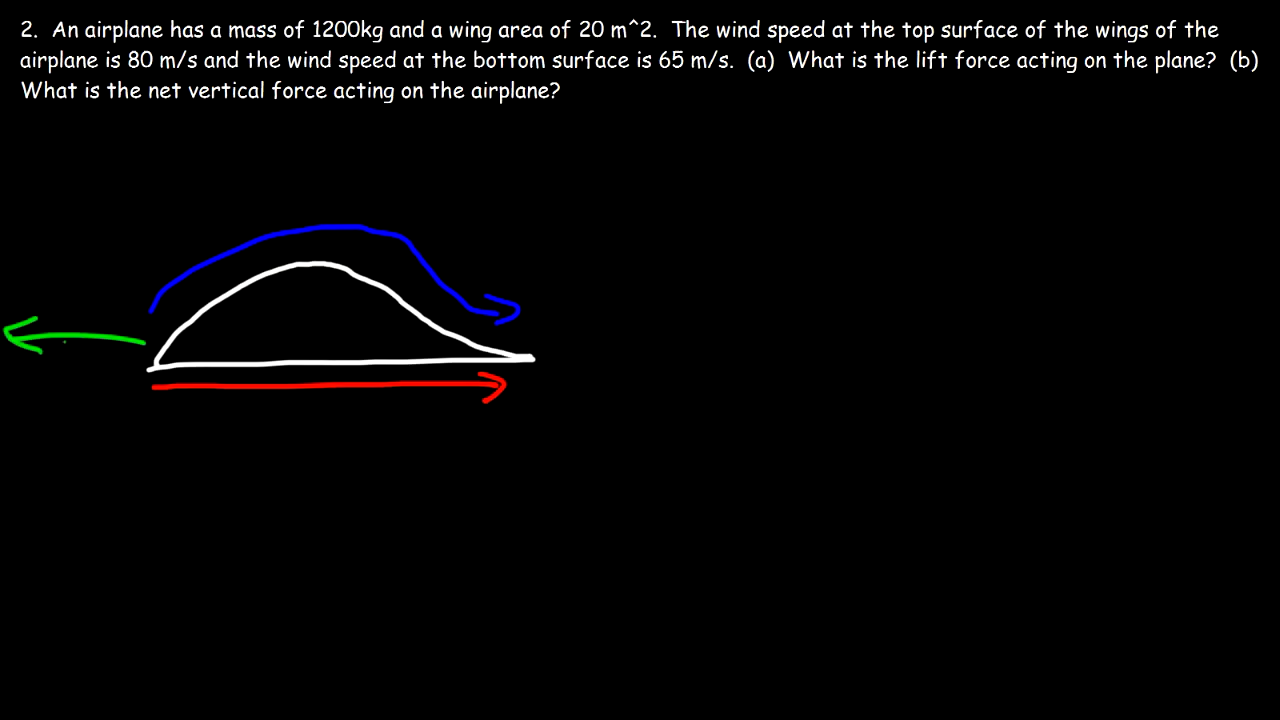 2.  An airplane has a mass of 1200kg and a wing area of 20 m^2.  The wind speed at the top surface of the wings of the
airplane is 80 m/s and the wind speed at the bottom surface is 65 m/s.  (a)  What is the lift force acting on the plane?  (b)
What is the net vertical force acting on the airplane?